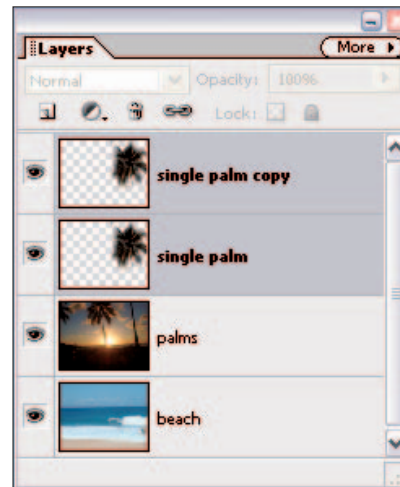 Layers More
Normal Opacity: 100%
Lock:
single palm copy
single palm
palms
beach